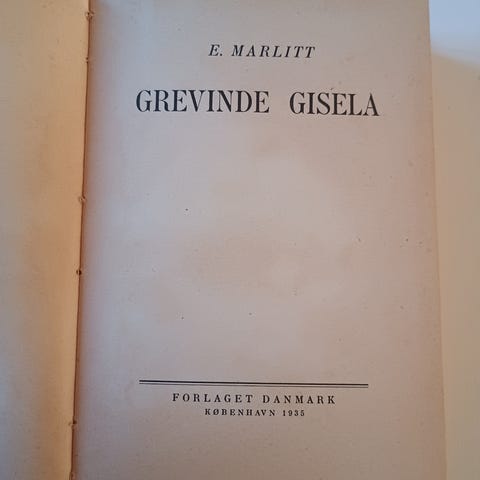 E. MARLITT
GREVINDE GISELA
FORLAGET DANMARK
KØBENHAVN 1935